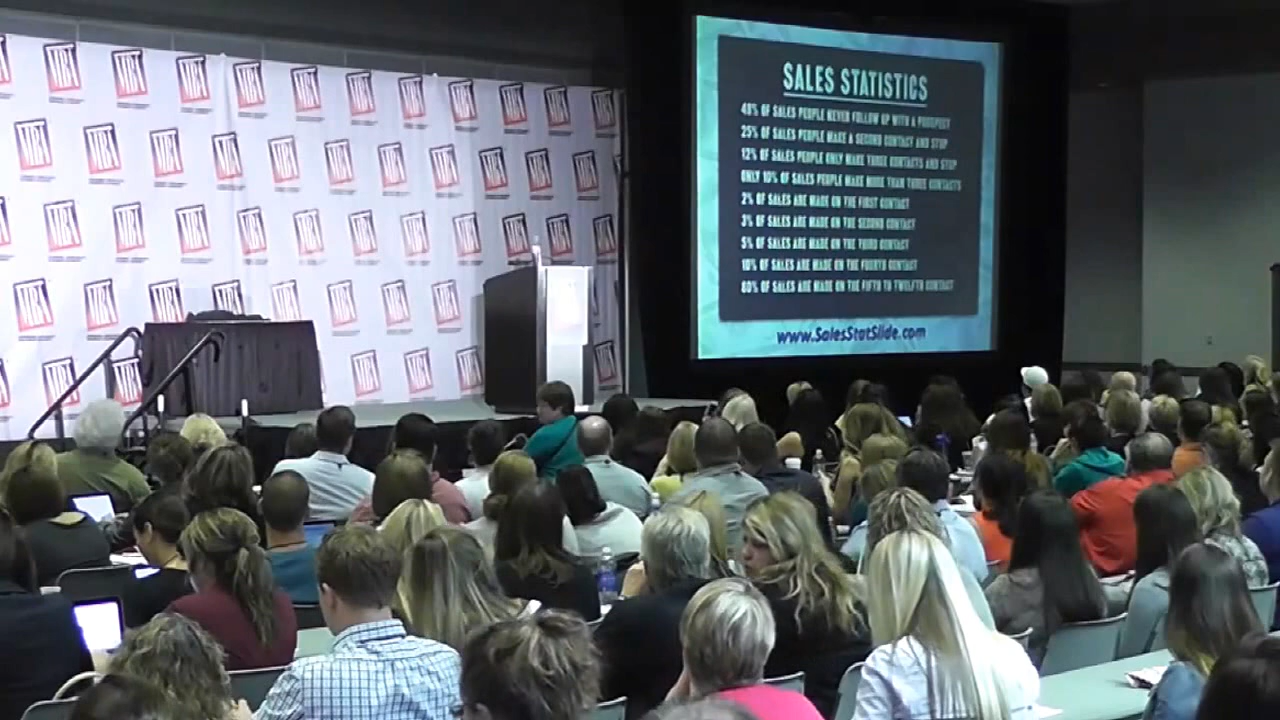 SALES STATISTICS
48% OF SALES PEOPLE NEVER FOLLOW UP WITH A PROSPECT
25% OF SALES PEOPLE MAKE A SECOND CONTACT AND STOP
12% OF SALES PEOPLE ONLY MAKE THREE CONTACTS AND STOP
ONLY 10% OF SALES PEOPLE MAKE MORE THAN THREE CONTACTS
2% OF SALES ARE MADE ON THE FIRST CONTACT
3% OF SALES ARE MADE ON THE SECOND CONTACT
5% OF SALES ARE MADE ON THE THIRD CONTACT
10% OF SALES ARE MADE ON THE FOURTH CONTACT
80% OF SALES ARE MADE ON THE FIFTH TO TWELFTH CONTACT
www.SalesStatSlide.com